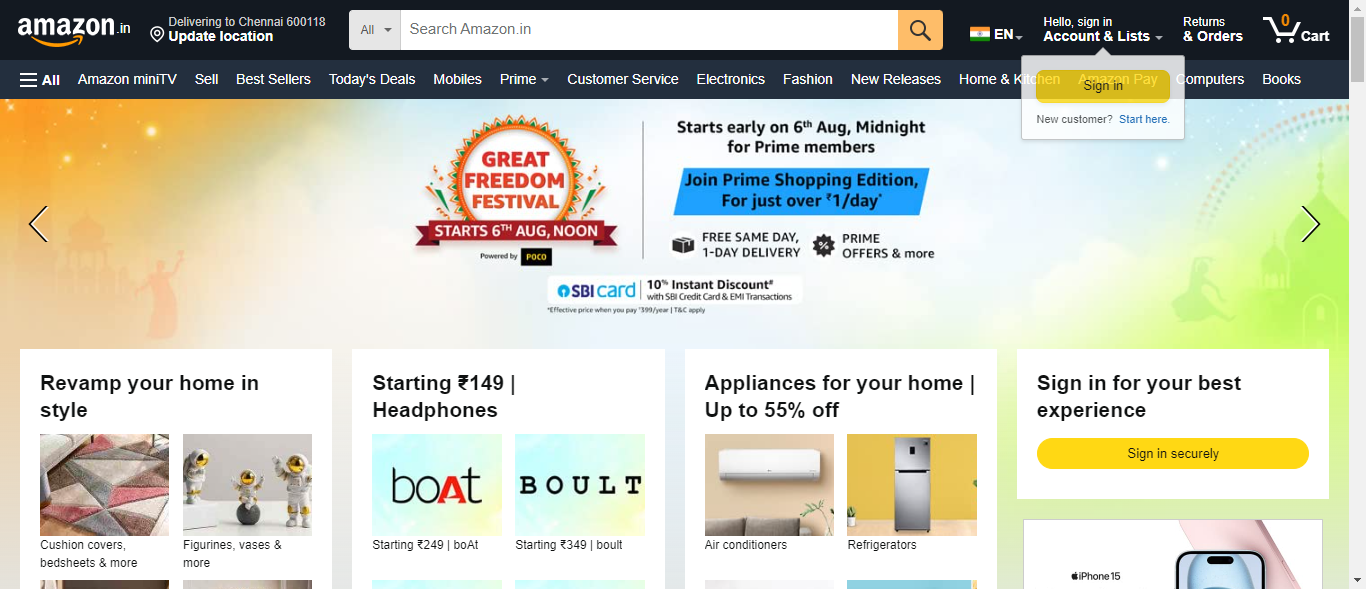 amazon.in
Delivering to Chennai 600118
Update location
All
Search Amazon.in
EN
Hello, sign in
Account & Lists
Returns
& Orders
0
Cart
All
Amazon miniTV
Sell
Best Sellers
Today's Deals
Mobiles
Prime
Customer Service
Electronics
Fashion
New Releases
Home & Kitchen
Amazon Pay
Computers
Books
Sign in
New customer? Start here.
GREAT
FREEDOM
FESTIVAL
STARTS 6TH AUG, NOON
Powered by POCO
Starts early on 6th Aug, Midnight
for Prime members
Join Prime Shopping Edition,
For just over ₹1/day*
FREE SAME DAY,
1-DAY DELIVERY
%
PRIME
OFFERS & more
SBI card
10% Instant Discount#
with SBI Credit Card & EMI Transactions
*Effective price when you pay ₹399/year | T&C apply
Revamp your home in
style
Cushion covers,
bedsheets & more
Figurines, vases &
more
Starting ₹149 |
Headphones
boAt
BOULT
Starting ₹249 | boAt
Starting ₹349 | boult
Appliances for your home |
Up to 55% off
Air conditioners
Refrigerators
Sign in for your best
experience
Sign in securely
iPhone 15